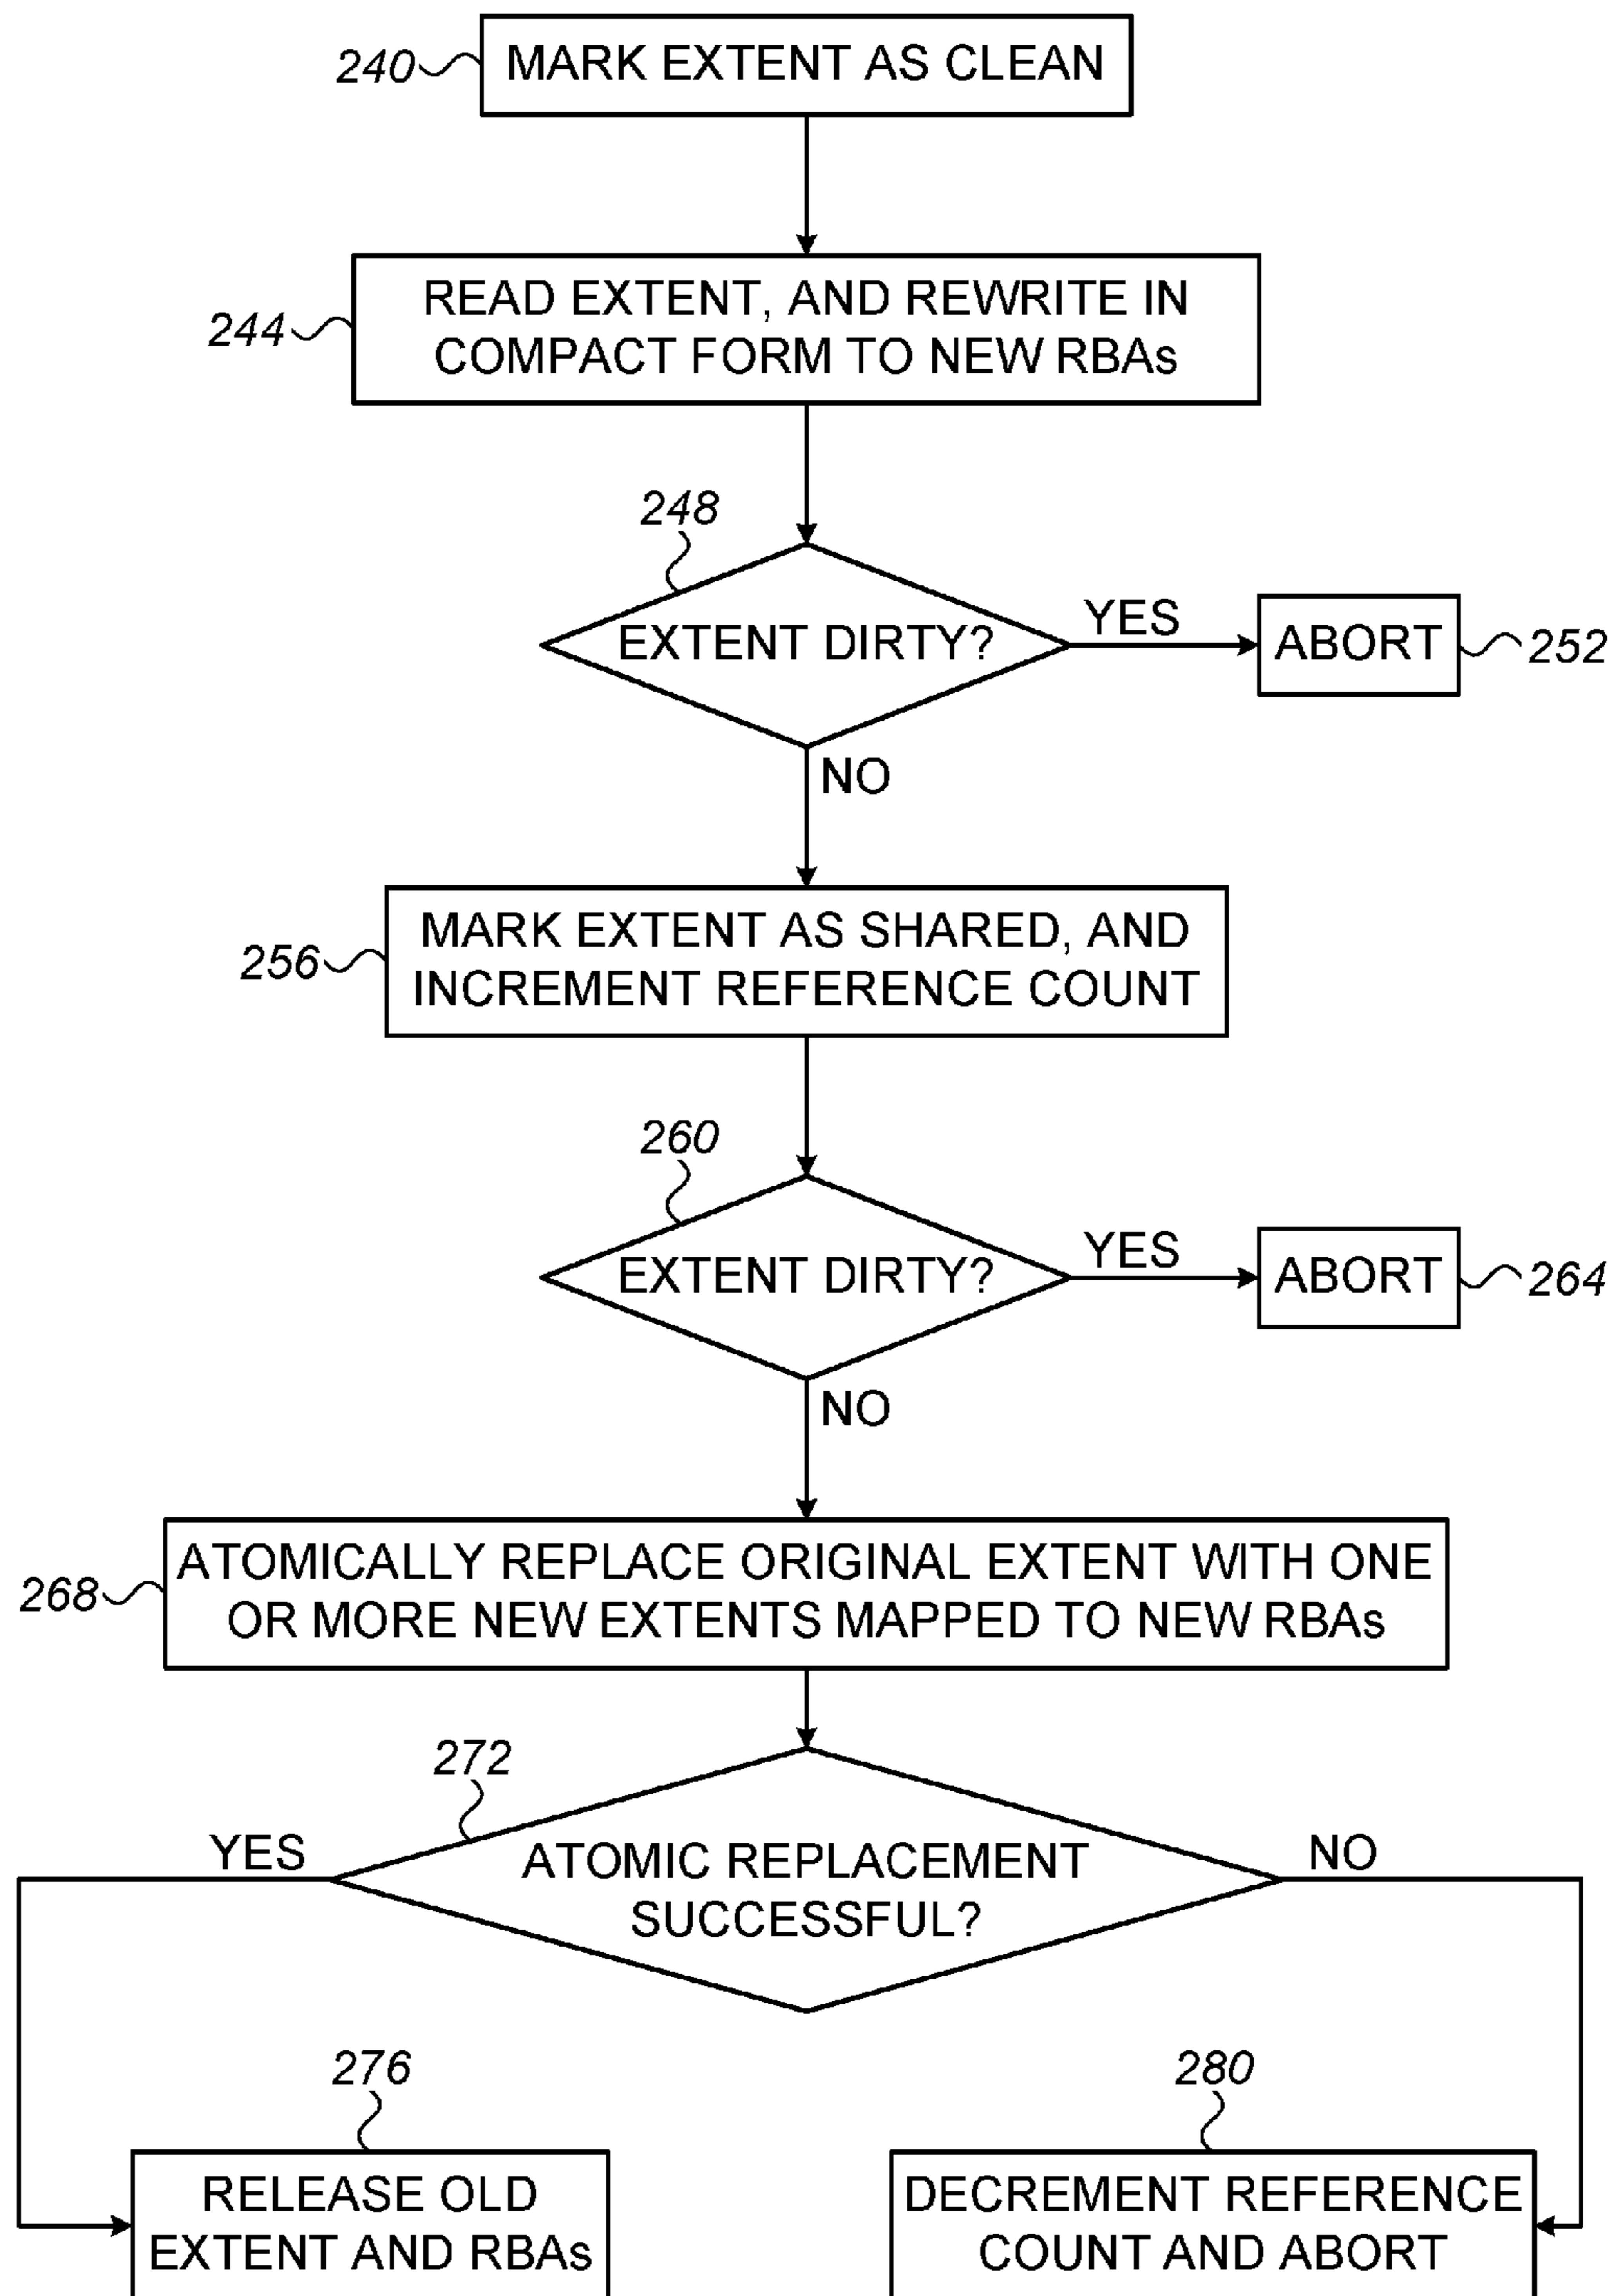 240
MARK EXTENT AS CLEAN
244
READ EXTENT, AND REWRITE IN
COMPACT FORM TO NEW RBAs
248
EXTENT DIRTY?
YES
ABORT
252
NO
256
MARK EXTENT AS SHARED, AND
INCREMENT REFERENCE COUNT
260
EXTENT DIRTY?
YES
ABORT
264
NO
268
ATOMICALLY REPLACE ORIGINAL EXTENT WITH ONE
OR MORE NEW EXTENTS MAPPED TO NEW RBAs
272
YES
ATOMIC REPLACEMENT
SUCCESSFUL?
NO
276
RELEASE OLD
EXTENT AND RBAs
280
DECREMENT REFERENCE
COUNT AND ABORT